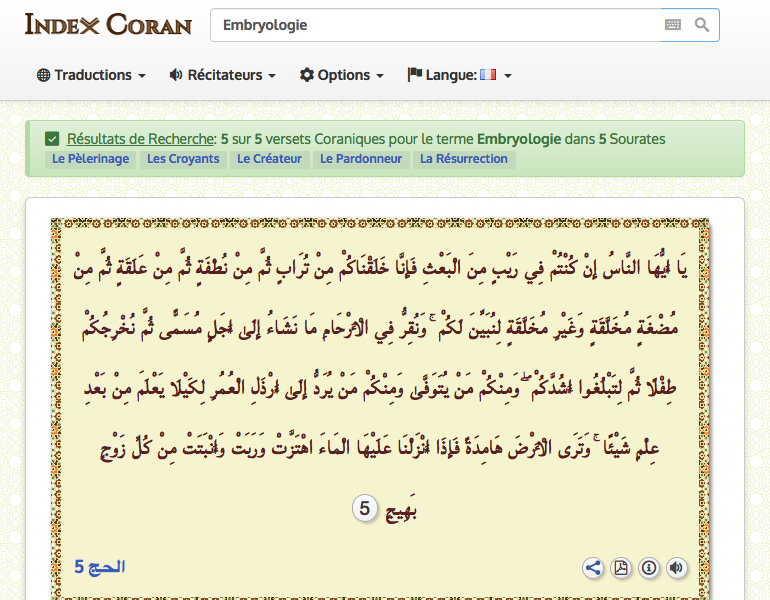 INDEX CORAN
Embryologie
Traductions Récitateurs Options Langue:
Résultats de Recherche: 5 sur 5 versets Coraniques pour le terme Embryologie dans 5 Sourates
Le Pèlerinage Les Croyants Le Créateur Le Pardonneur La Résurrection
يَا أَيُّهَا النَّاسُ إِنْ كُنْتُمْ فِي رَيْبٍ مِنَ الْبَعْثِ فَإِنَّا خَلَقْنَاكُمْ مِنْ تُرَابٍ ثُمَّ مِنْ نُطْفَةٍ ثُمَّ مِنْ عَلَقَةٍ ثُمَّ مِنْ
مُضْغَةٍ مُخَلَّقَةٍ وَغَيْرِ مُخَلَّقَةٍ لِنُبَيِّنَ لَكُمْ ۚ وَنُقِرُّ فِي الْأَرْحَامِ مَا نَشَاءُ إِلَىٰ أَجَلٍ مُسَمًّى ثُمَّ نُخْرِجُكُمْ
طِفْلًا ثُمَّ لِتَبْلُغُوا أَشُدَّكُمْ ۖ وَمِنْكُمْ مَنْ يُتَوَفَّىٰ وَمِنْكُمْ مَنْ يُرَدُّ إِلَىٰ أَرْذَلِ الْعُمُرِ لِكَيْلَا يَعْلَمَ مِنْ بَعْدِ
عِلْمٍ شَيْئًا ۚ وَتَرَى الْأَرْضَ هَامِدَةً فَإِذَا أَنْزَلْنَا عَلَيْهَا الْمَاءَ اهْتَزَّتْ وَرَبَتْ وَأَنْبَتَتْ مِنْ كُلِّ زَوْجٍ
بَهِيجٍ 5
الحج 5